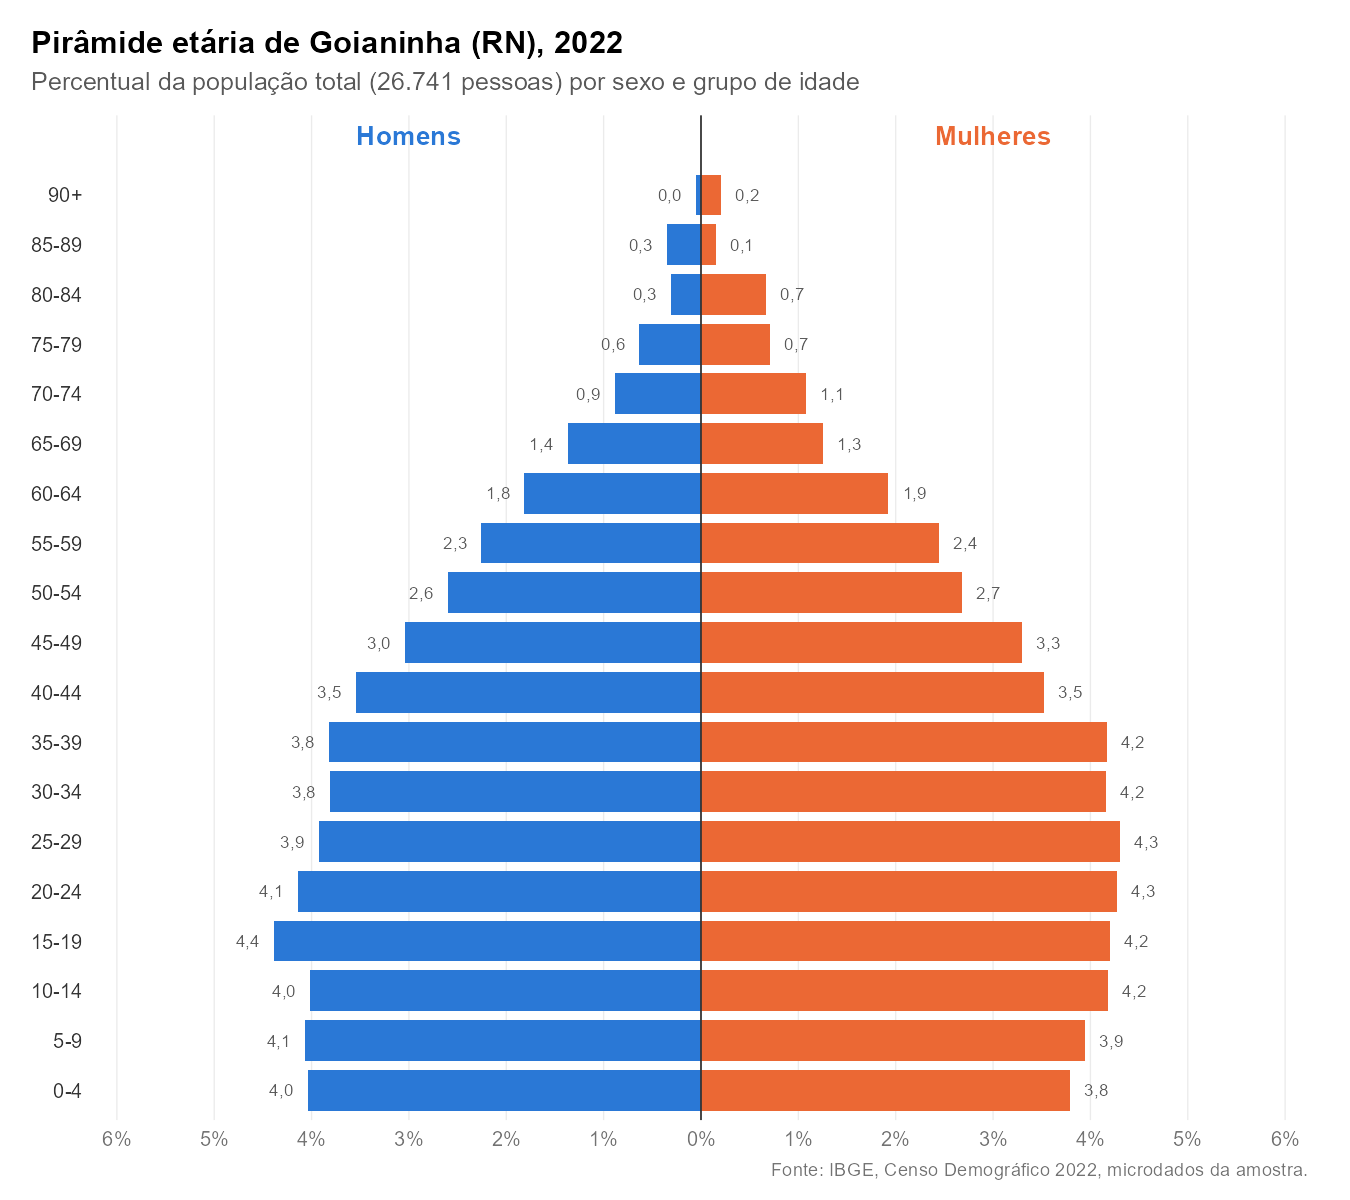 Pirâmide etária de Goianinha (RN), 2022
Percentual da população total (26.741 pessoas) por sexo e grupo de idade
Homens Mulheres
90+ 0,0 0,2
85-89 0,3 0,1
80-84 0,3 0,7
75-79 0,6 0,7
70-74 0,9 1,1
65-69 1,4 1,3
60-64 1,8 1,9
55-59 2,3 2,4
50-54 2,6 2,7
45-49 3,0 3,3
40-44 3,5 3,5
35-39 3,8 4,2
30-34 3,8 4,2
25-29 3,9 4,3
20-24 4,1 4,3
15-19 4,4 4,2
10-14 4,0 4,2
5-9 4,1 3,9
0-4 4,0 3,8
6% 5% 4% 3% 2% 1% 0% 1% 2% 3% 4% 5% 6%
Fonte: IBGE, Censo Demográfico 2022, microdados da amostra.